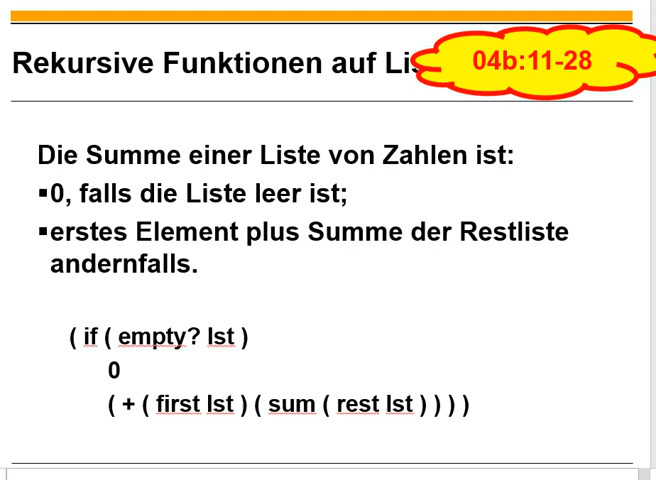 Rekursive Funktionen auf Lis
04b:11-28
Die Summe einer Liste von Zahlen ist:
▪0, falls die Liste leer ist;
▪erstes Element plus Summe der Restliste
andernfalls.
( if ( empty? lst )
0
( + ( first lst ) ( sum ( rest lst ) ) ) )